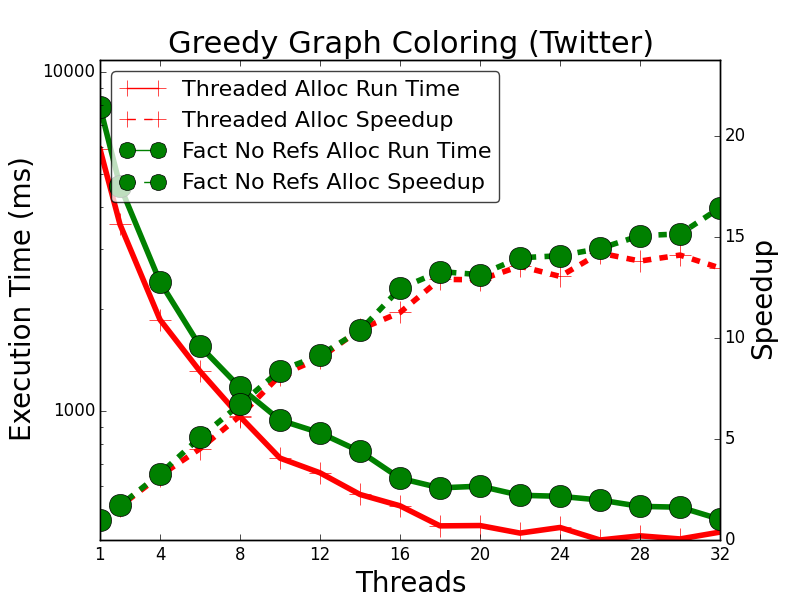 Greedy Graph Coloring (Twitter)
10000
1000
Execution Time (ms)
Threaded Alloc Run Time
Threaded Alloc Speedup
Fact No Refs Alloc Run Time
Fact No Refs Alloc Speedup
20
15
10
5
0
Speedup
1 4 8 12 16 20 24 28 32
Threads